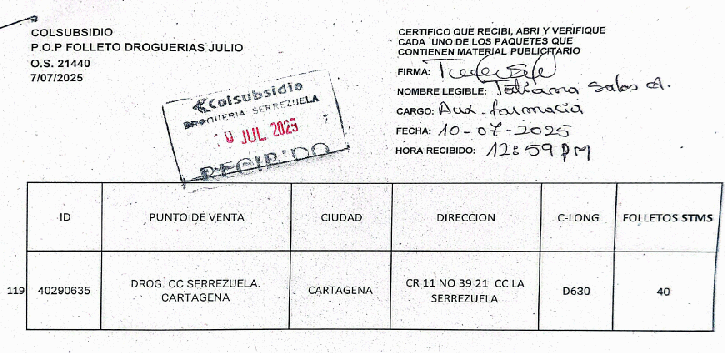 COLSUBSIDIO
P.O.P FOLLETO DROGUERIAS JULIO
O.S. 21440
7/07/2025
CERTIFICO QUE RECIBI, ABRI Y VERIFIQUE
CADA UNO DE LOS PAQUETES QUE
CONTIENEN MATERIAL PUBLICITARIO
FIRMA:
NOMBRE LEGIBLE: Tatiana Salas A.
CARGO: Aux. farmacia
FECHA: 10-07-2025
HORA RECIBIDO: 12:59 PM
Colsubsidio
DROGUERIA SERREZUELA
JUL 2025
RECIBIDO
ID PUNTO DE VENTA CIUDAD DIRECCION C-LONG FOLLETOS STMS
119 40290635 DROG. CC SERREZUELA. CARTAGENA CARTAGENA CR 11 NO 39 21 CC LA SERREZUELA D630 40